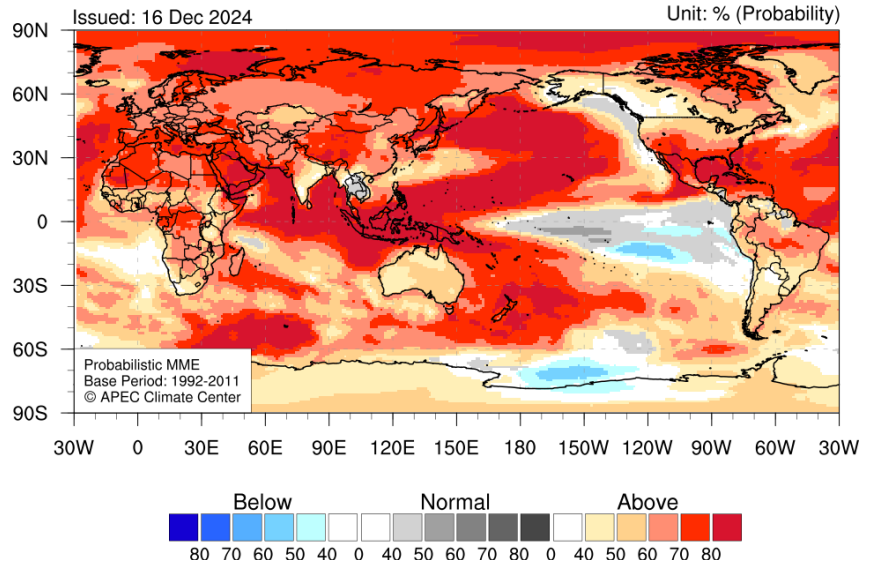 Issued: 16 Dec 2024
Unit: % (Probability)
90N
60N
30N
0
30S
60S
90S
Probabilistic MME
Base Period: 1992-2011
© APEC Climate Center
30W 0 30E 60E 90E 120E 150E 180 150W 120W 90W 60W 30W
Below Normal Above
80 70 60 50 40 0 40 50 60 70 80 0 40 50 60 70 80